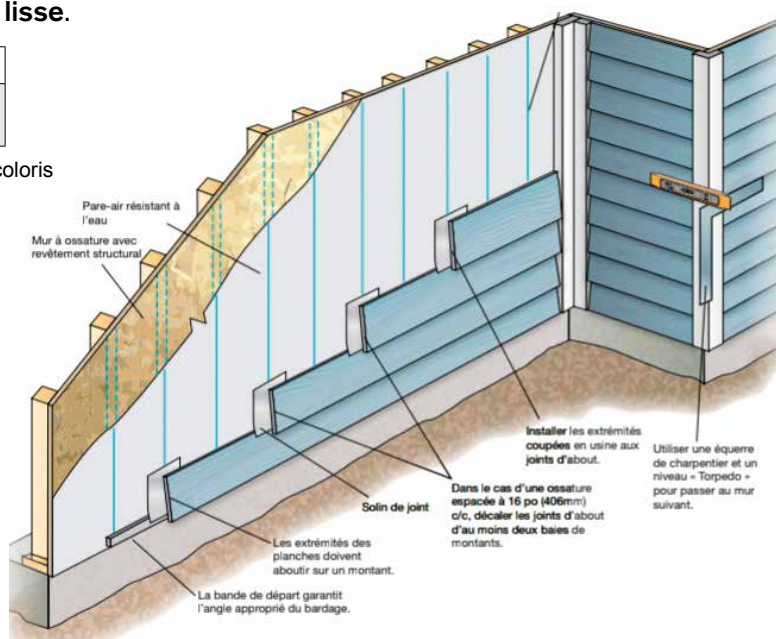 lisse.
coloris
Pare-air résistant à
l'eau
Mur à ossature avec
revêtement structural
Installer les extrémités
coupées en usine aux
joints d'about.
Utiliser une équerre
de charpentier et un
niveau « Torpedo »
pour passer au mur
suivant.
Solin de joint
Dans le cas d'une ossature
espacée à 16 po (406mm)
c/c, décaler les joints d'about
d'au moins deux baies de
montants.
Les extrémités des
planches doivent
aboutir sur un montant.
La bande de départ garantit
l'angle approprié du bardage.